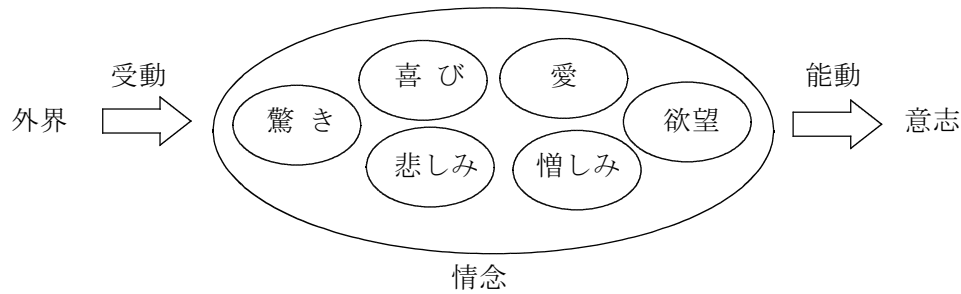 受動
喜 び
愛
能動
外界
驚 き
欲望
意志
悲しみ
憎しみ
情念